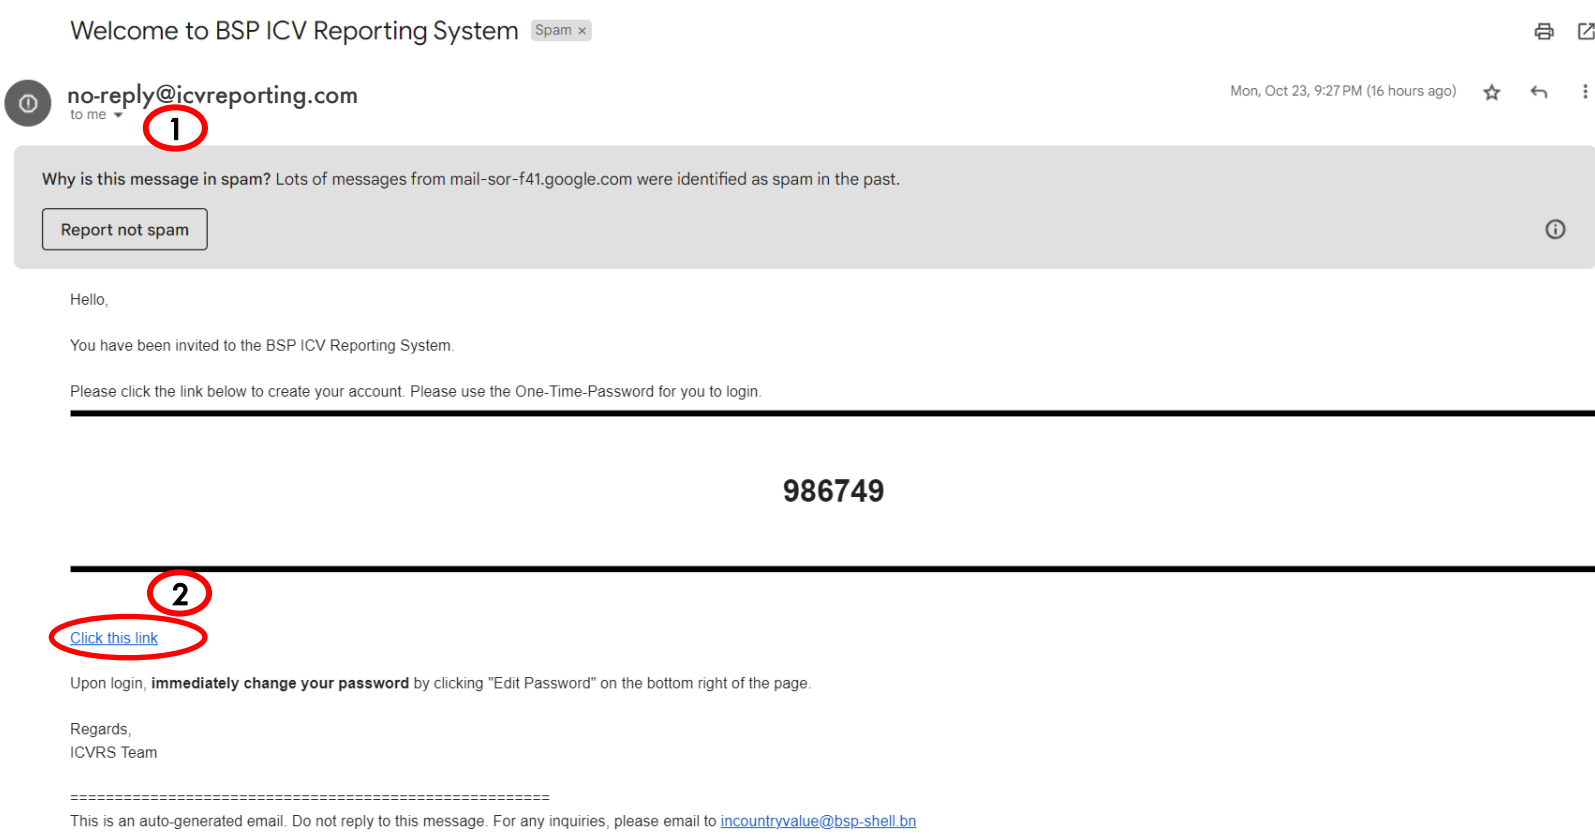 Welcome to BSP ICV Reporting System Spam ×
no-reply@icvreporting.com
Mon, Oct 23, 9:27 PM (16 hours ago)
to me
1
Why is this message in spam? Lots of messages from mail-sor-f41.google.com were identified as spam in the past.
Report not spam
Hello,
You have been invited to the BSP ICV Reporting System.
Please click the link below to create your account. Please use the One-Time-Password for you to login.
986749
2
Click this link
Upon login, immediately change your password by clicking "Edit Password" on the bottom right of the page.
Regards,
ICVRS Team
======================================================
This is an auto-generated email. Do not reply to this message. For any inquiries, please email to incountryvalue@bsp-shell.bn